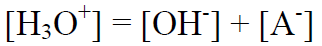 [H₃O⁺] = [OH⁻] + [A⁻]